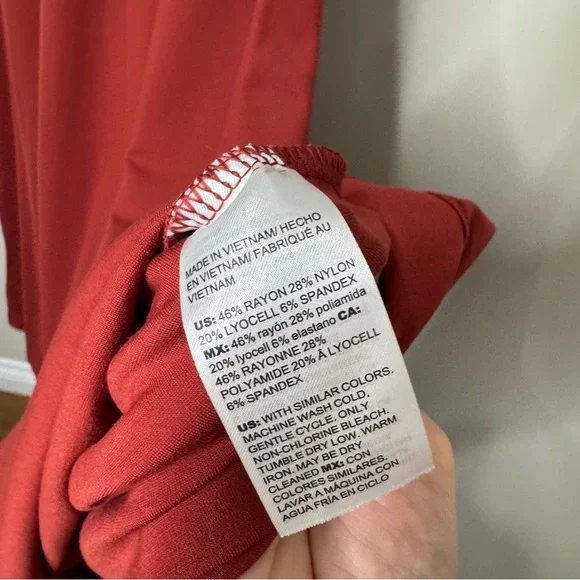 MADE IN VIETNAM/ HECHO
EN VIETNAM/ FABRIQUÉ AU
VIETNAM
US: 46% RAYON 28% NYLON
20% LYOCELL 6% SPANDEX
MX: 46% rayón 28% poliamida
20% lyocell 6% elastano CA:
46% RAYONNE 28%
POLYAMIDE 20% À LYOCELL
6% SPANDEX
US: WITH SIMILAR COLORS.
MACHINE WASH COLD,
GENTLE CYCLE. ONLY
NON-CHLORINE BLEACH.
TUMBLE DRY LOW. WARM
IRON. MAY BE DRY
CLEANED MX: CON
COLORES SIMILARES.
LAVAR A MÁQUINA CON
AGUA FRÍA EN CICLO